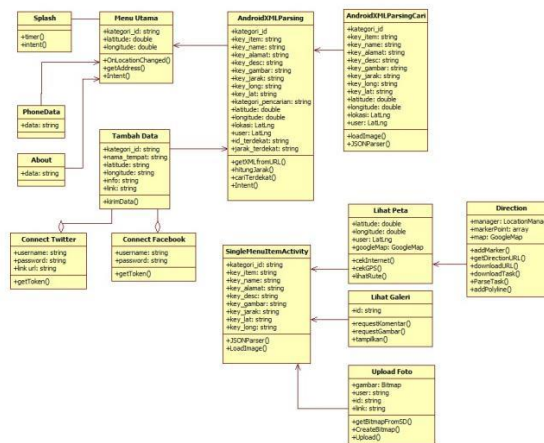 Splash
+timer()
+intent()
Menu Utama
+kategori_id: string
+latitude: double
+longitude: double
+OnLocationChanged()
+getAddress()
+Intent()
PhoneData
+data: string
About
+data: string
Tambah Data
+kategori_id: string
+nama_tempat: string
+latitude: string
+longitude: string
+info: string
+link: string
+kirimData()
Connect Twitter
+username: string
+password: string
+link url: string
+getToken()
Connect Facebook
+username: string
+password: string
+getToken()
AndroidXMLParsing
+kategori_id
+key_item: string
+key_name: string
+key_alamat: string
+key_desc: string
+key_gambar: string
+key_jarak: string
+key_long: string
+key_lat: string
+kategori_pencarian: string
+latitude: double
+longitude: double
+lokasi: LatLng
+user: LatLng
+id_terdekat: string
+jarak_terdekat: string
+getXMLfromURL()
+hitungJarak()
+cariTerdekat()
+Intent()
AndroidXMLParsingCari
+kategori_id
+key_item: string
+key_name: string
+key_alamat: string
+key_desc: string
+key_gambar: string
+key_jarak: string
+key_long: string
+key_lat: string
+latitude: double
+longitude: double
+lokasi: LatLng
+user: LatLng
+loadImage()
+JSONParser()
SingleMenuItemActivity
+kategori_id: string
+key_item: string
+key_name: string
+key_alamat: string
+key_desc: string
+key_gambar: string
+key_jarak: string
+key_lat: string
+key_long: string
+JSONParser()
+LoadImage()
Lihat Peta
+latitude: double
+longitude: double
+user: LatLng
+googleMap: GoogleMap
+cekInternet()
+cekGPS()
+lihatRute()
Direction
+manager: LocationManag
+markerPoint: array
+map: GoogleMap
+addMarker()
+getDirectionURL()
+downloadURL()
+downloadTask()
+ParseTask()
+addPolyline()
Lihat Galeri
+id: string
+requestKomentar()
+requestGambar()
+tampilkan()
Upload Foto
+gambar: Bitmap
+user: string
+id: string
+link: string
+getBitmapFromSD()
+CreateBitmap()
+Upload()